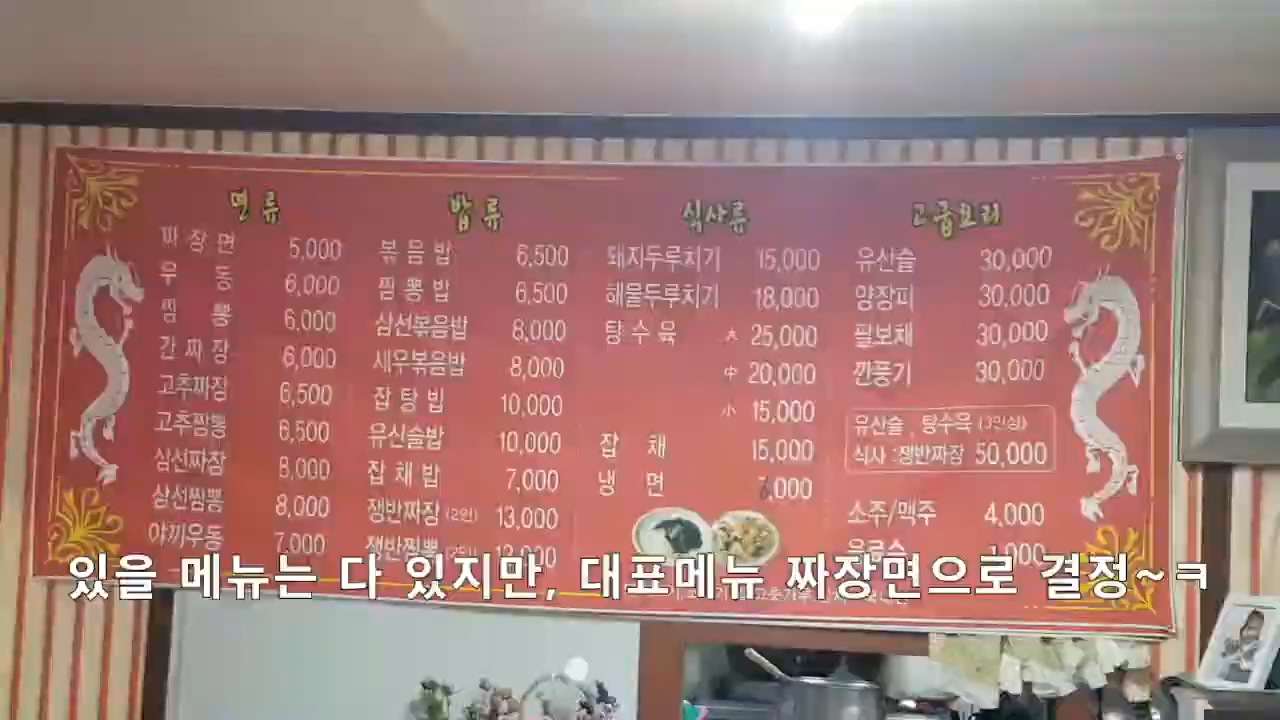 면류
짜장면 5,000
우동 6,000
짬뽕 6,000
간짜장 6,000
고추짜장 6,500
고추짬뽕 6,500
삼선짜장 8,000
삼선짬뽕 8,000
야끼우동 7,000
밥류
볶음밥 6,500
짬뽕밥 6,500
삼선볶음밥 8,000
새우볶음밥 8,000
잡탕밥 10,000
유산슬밥 10,000
잡채밥 7,000
쟁반짜장 (2인) 13,000
쟁반짬뽕
식사류
돼지두루치기 15,000
해물두루치기 18,000
탕수육 大 25,000
中 20,000
小 15,000
잡채 15,000
냉면
고급요리
유산슬 30,000
양장피 30,000
팔보채 30,000
깐풍기 30,000
유산슬, 탕수육 (3인상)
식사 : 쟁반짜장 50,000
소주/맥주 4,000
음료수
있을 메뉴는 다 있지만, 대표메뉴 짜장면으로 결정~ㅋ